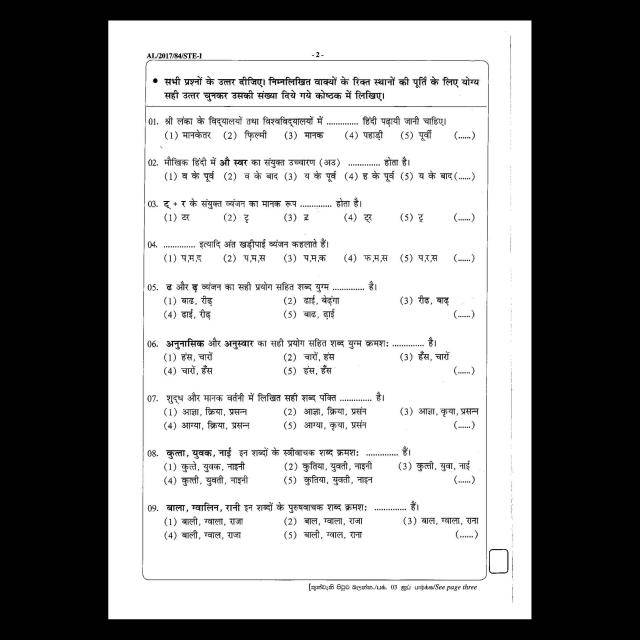 AL/2017/84/STE-I
- 2 -
• सभी प्रश्नों के उत्तर दीजिए। निम्नलिखित वाक्यों के रिक्त स्थानों की पूर्ति के लिए योग्य
सही उत्तर चुनकर उसकी संख्या दिये गये कोष्ठक में लिखिए।
01. श्री लंका के विद्‌यालयों तथा विश्वविद्‌यालयों में .............. हिंदी पढ़ायी जानी चाहिए।
(1) मानकेतर (2) फ़िल्मी (3) मानक (4) पहाड़ी (5) पूर्वी (......)
02. मौखिक हिंदी में औ स्वर का संयुक्त उच्चारण (अउ) .............. होता है।
(1) व के पूर्व (2) व के बाद (3) य के पूर्व (4) ह के पूर्व (5) य के बाद (......)
03. ट् + र के संयुक्त व्यंजन का मानक रूप .............. होता है।
(1) टर (2) टृ (3) ट्र (4) ट्‌र (5) टृ (......)
04. .............. इत्यादि अंत खड़ीपाई व्यंजन कहलाते हैं।
(1) प,म,द (2) प,म,स (3) प,म,क (4) फ,म,स (5) प,र,स (......)
05. ढ और ढ़ व्यंजन का सही प्रयोग सहित शब्द युग्म .............. है।
(1) बाढ, रीढ़ (2) ढाई, बेढ़ंगा (3) रीढ, बाढ़
(4) ढाई, रीढ़ (5) बाढ, ढ़ाई (......)
06. अनुनासिक और अनुस्वार का सही प्रयोग सहित शब्द युग्म क्रमशः .............. है।
(1) हंस, चारों (2) चारों, हंस (3) हँस, चारों
(4) चारों, हँस (5) हंस, हँस (......)
07. शुद्‌ध और मानक वर्तनी में लिखित सही शब्द पंक्ति .............. है।
(1) आज्ञा, क्रिया, प्रसन्न (2) आज्ञा, क्रिया, प्रसंन (3) आज्ञा, कृया, प्रसन्न
(4) आग्या, क्रिया, प्रसन्न (5) आग्या, कृया, प्रसंन (......)
08. कुत्ता, युवक, नाई इन शब्दों के स्त्रीवाचक शब्द क्रमशः .............. हैं।
(1) कुत्ते, युवक, नाइनी (2) कुतिया, युवती, नाइनी (3) कुत्ती, युवा, नाई
(4) कुत्ती, युवती, नाइनी (5) कुतिया, युवती, नाइन (......)
09. बाला, ग्वालिन, रानी इन शब्दों के पुरुषवाचक शब्द क्रमशः .............. हैं।
(1) बाली, ग्वाला, राजा (2) बाल, ग्वाला, राजा (3) बाल, ग्वाला, राना
(4) बाली, ग्वाल, राजा (5) बाली, ग्वाल, राना (......)
[තුන්වැනි පිටුව බලන්න./பக். 03 ஐப் பார்க்க/See page three